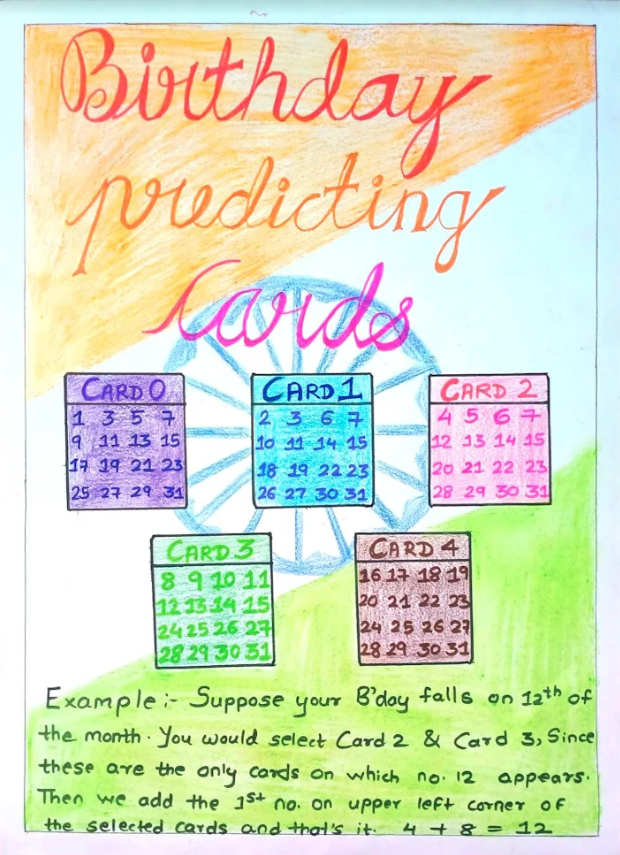 Birthday
predicting
Cards
CARD 0
1 3 5 7
9 11 13 15
17 19 21 23
25 27 29 31
CARD 1
2 3 6 7
10 11 14 15
18 19 22 23
26 27 30 31
CARD 2
4 5 6 7
12 13 14 15
20 21 22 23
28 29 30 31
CARD 3
8 9 10 11
12 13 14 15
24 25 26 27
28 29 30 31
CARD 4
16 17 18 19
20 21 22 23
24 25 26 27
28 29 30 31
Example :- Suppose your B'day falls on 12th of
the month. You would select Card 2 & Card 3, Since
these are the only cards on which no. 12 appears.
Then we add the 1st no. on upper left corner of
the selected cards and that's it. 4 + 8 = 12